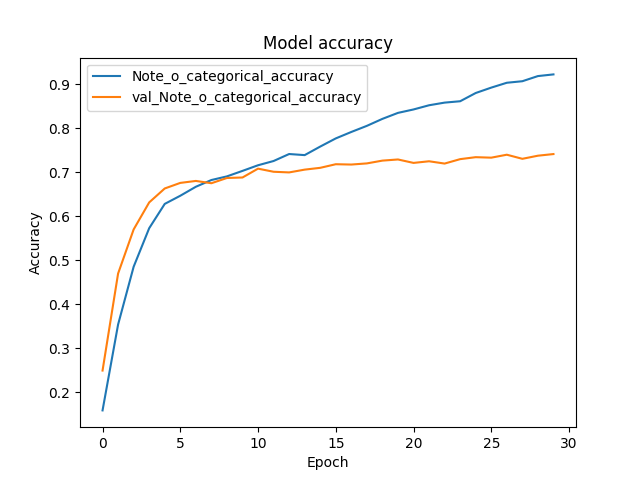 Model accuracy
Note_o_categorical_accuracy
val_Note_o_categorical_accuracy
0.9
0.8
0.7
0.6
0.5
0.4
0.3
0.2
Accuracy
0 5 10 15 20 25 30
Epoch